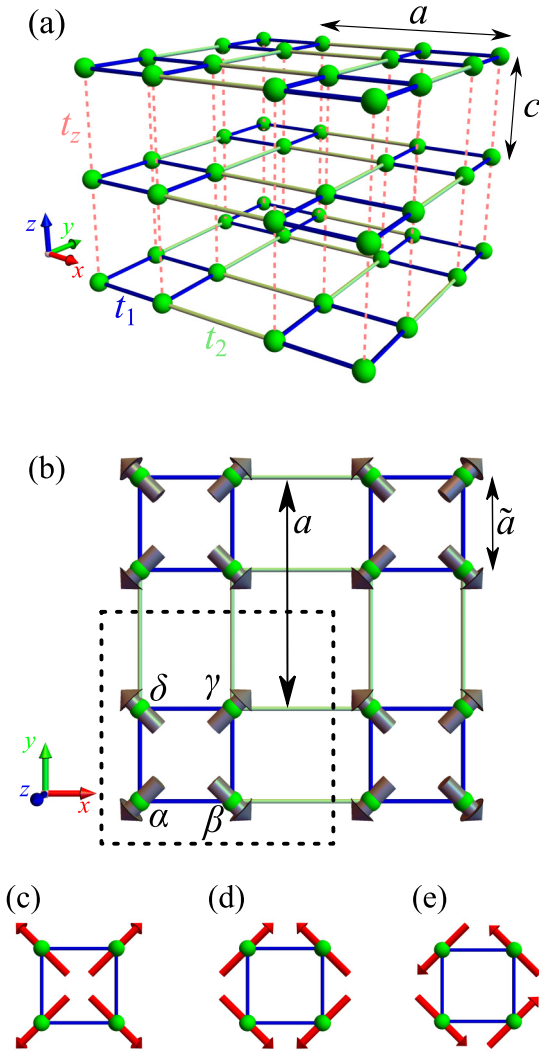 (a)
a
c
t_z
z
y
x
t_1
t_2
(b)
a
ã
δ
γ
y
z
x
α
β
(c)
(d)
(e)